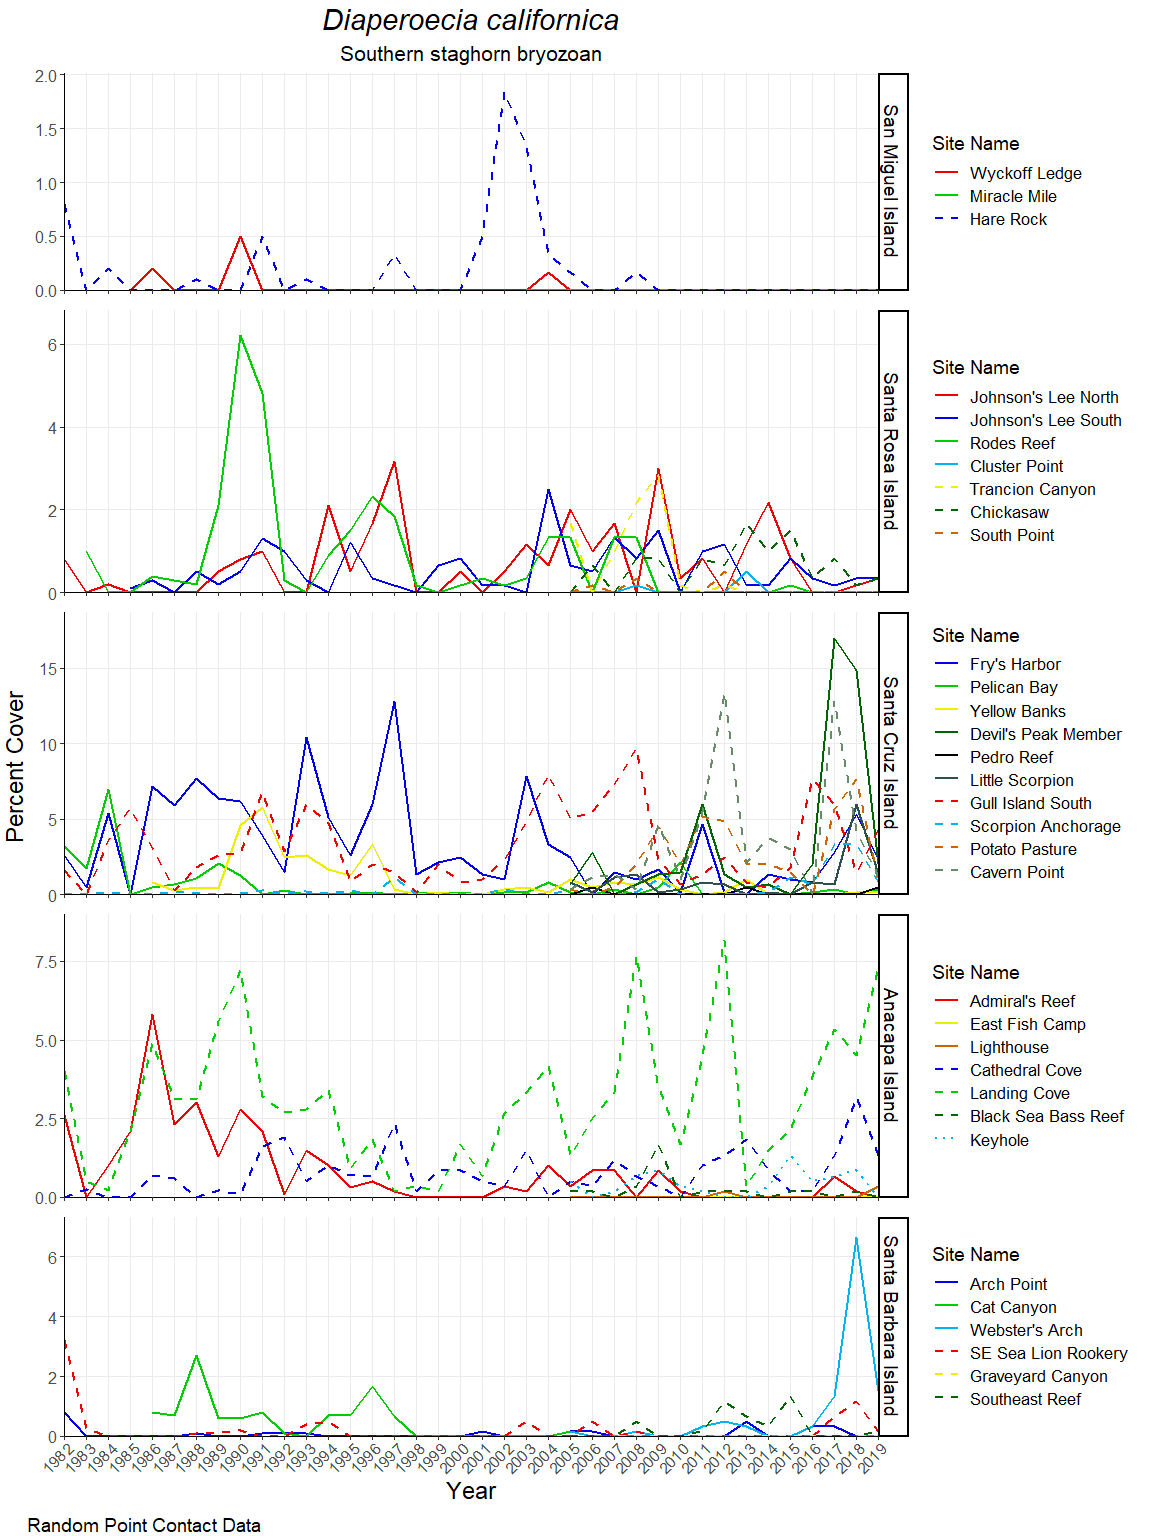 Diaperoecia californica
Southern staghorn bryozoan
2.0
1.5
1.0
0.5
0.0
San Miguel Island
Site Name
Wyckoff Ledge
Miracle Mile
Hare Rock
6
4
2
0
Santa Rosa Island
Site Name
Johnson's Lee North
Johnson's Lee South
Rodes Reef
Cluster Point
Trancion Canyon
Chickasaw
South Point
Percent Cover
15
10
5
0
Santa Cruz Island
Site Name
Fry's Harbor
Pelican Bay
Yellow Banks
Devil's Peak Member
Pedro Reef
Little Scorpion
Gull Island South
Scorpion Anchorage
Potato Pasture
Cavern Point
7.5
5.0
2.5
0.0
Anacapa Island
Site Name
Admiral's Reef
East Fish Camp
Lighthouse
Cathedral Cove
Landing Cove
Black Sea Bass Reef
Keyhole
6
4
2
0
Santa Barbara Island
Site Name
Arch Point
Cat Canyon
Webster's Arch
SE Sea Lion Rookery
Graveyard Canyon
Southeast Reef
1982 1983 1984 1985 1986 1987 1988 1989 1990 1991 1992 1993 1994 1995 1996 1997 1998 1999 2000 2001 2002 2003 2004 2005 2006 2007 2008 2009 2010 2011 2012 2013 2014 2015 2016 2017 2018 2019
Year
Random Point Contact Data